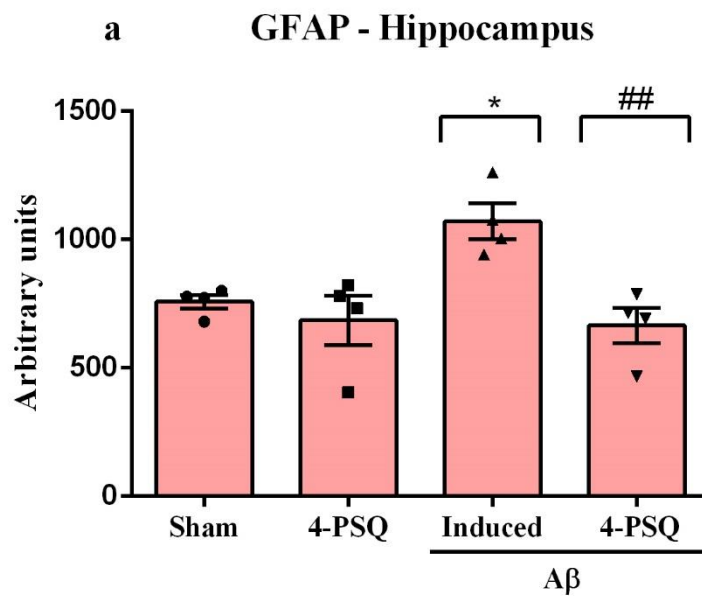 a GFAP - Hippocampus
Arbitrary units
1500
1000
500
0
* ##
Sham 4-PSQ Induced 4-PSQ
Aβ